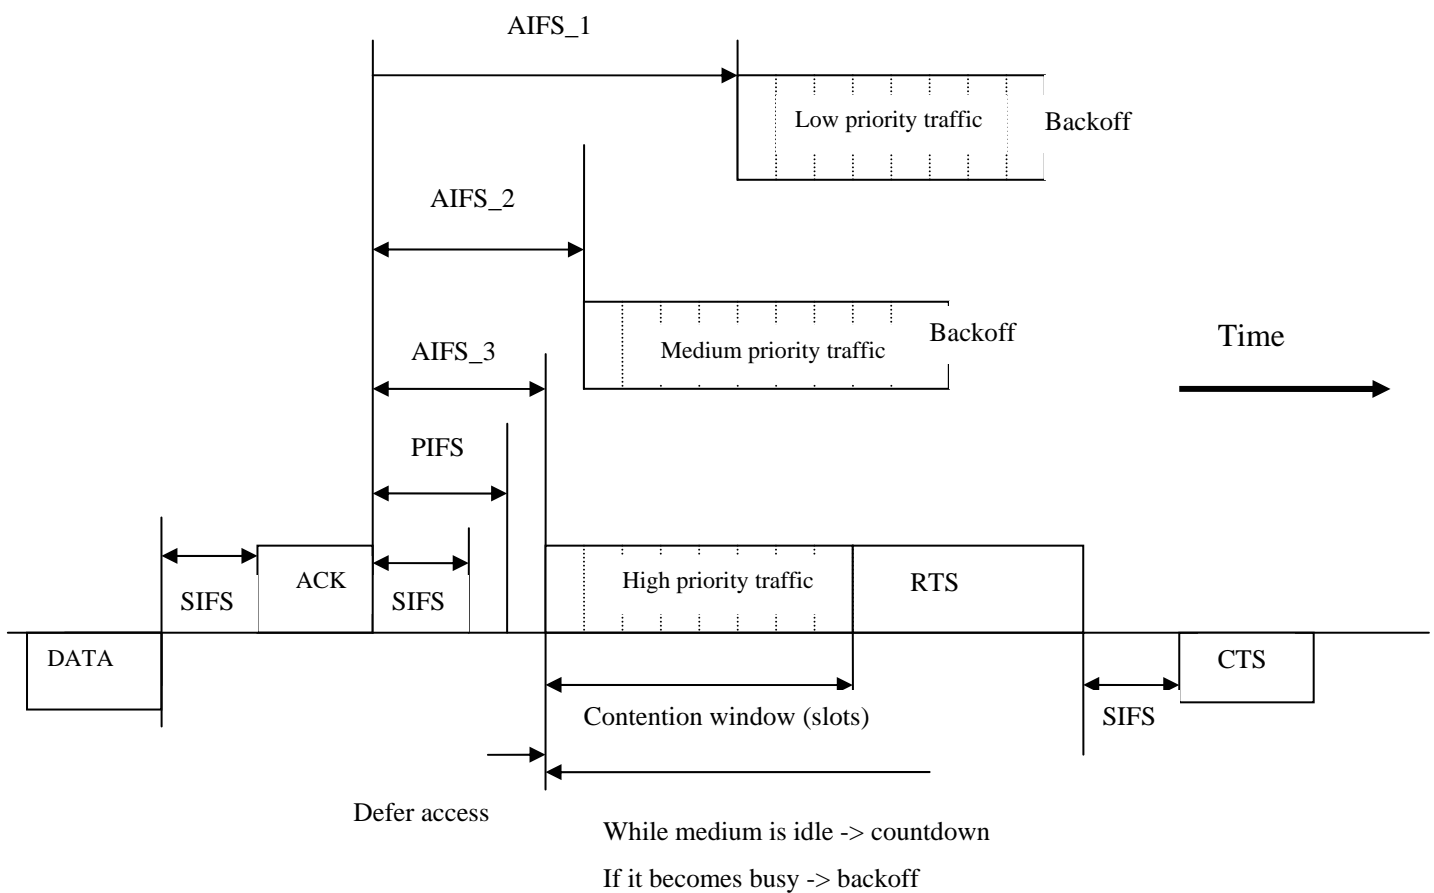 AIFS_1
Low priority traffic
Backoff
AIFS_2
Medium priority traffic
Backoff
Time
AIFS_3
PIFS
SIFS
ACK
SIFS
High priority traffic
RTS
DATA
CTS
Contention window (slots)
SIFS
Defer access
While medium is idle -> countdown
If it becomes busy -> backoff